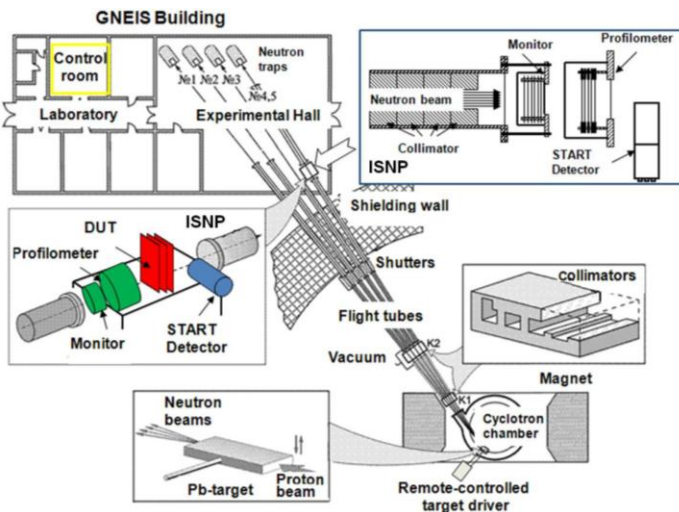 GNEIS Building
Control
room
Neutron
traps
№1
№2
№3
№4,5
Laboratory
Experimental Hall
Monitor
Profilometer
Neutron beam
Collimator
START
Detector
ISNP
Shielding wall
DUT
ISNP
Profilometer
Monitor
START
Detector
Shutters
Flight tubes
Vacuum
K2
K1
collimators
Magnet
Cyclotron
chamber
Neutron
beams
Pb-target
Proton
beam
Remote-controlled
target driver